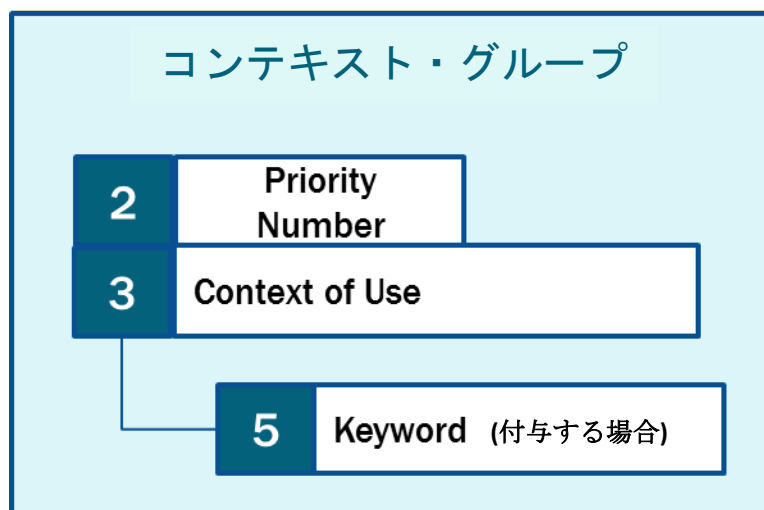 コンテキスト・グループ
2
Priority
Number
3
Context of Use
5
Keyword (付与する場合)